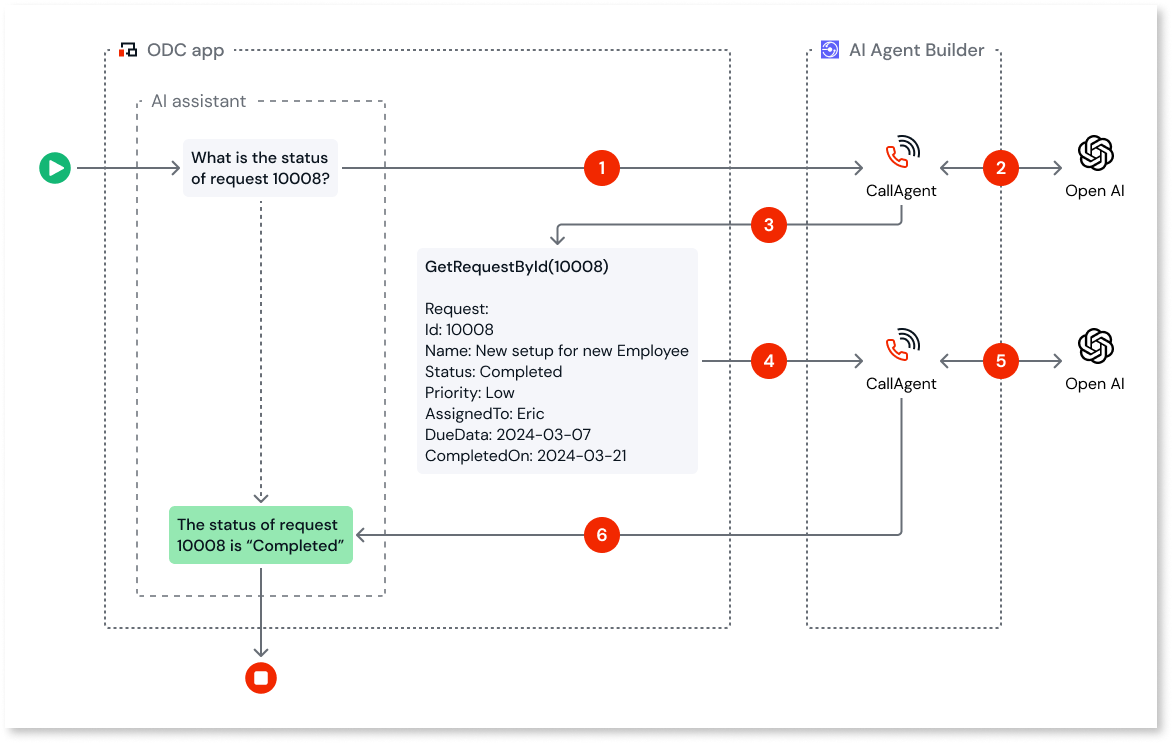 ODC app
AI Agent Builder
AI assistant
What is the status
of request 10008?
1
CallAgent
2
Open AI
3
GetRequestById(10008)
Request:
Id: 10008
Name: New setup for new Employee
Status: Completed
Priority: Low
AssignedTo: Eric
DueData: 2024-03-07
CompletedOn: 2024-03-21
4
CallAgent
5
Open AI
The status of request
10008 is “Completed”
6